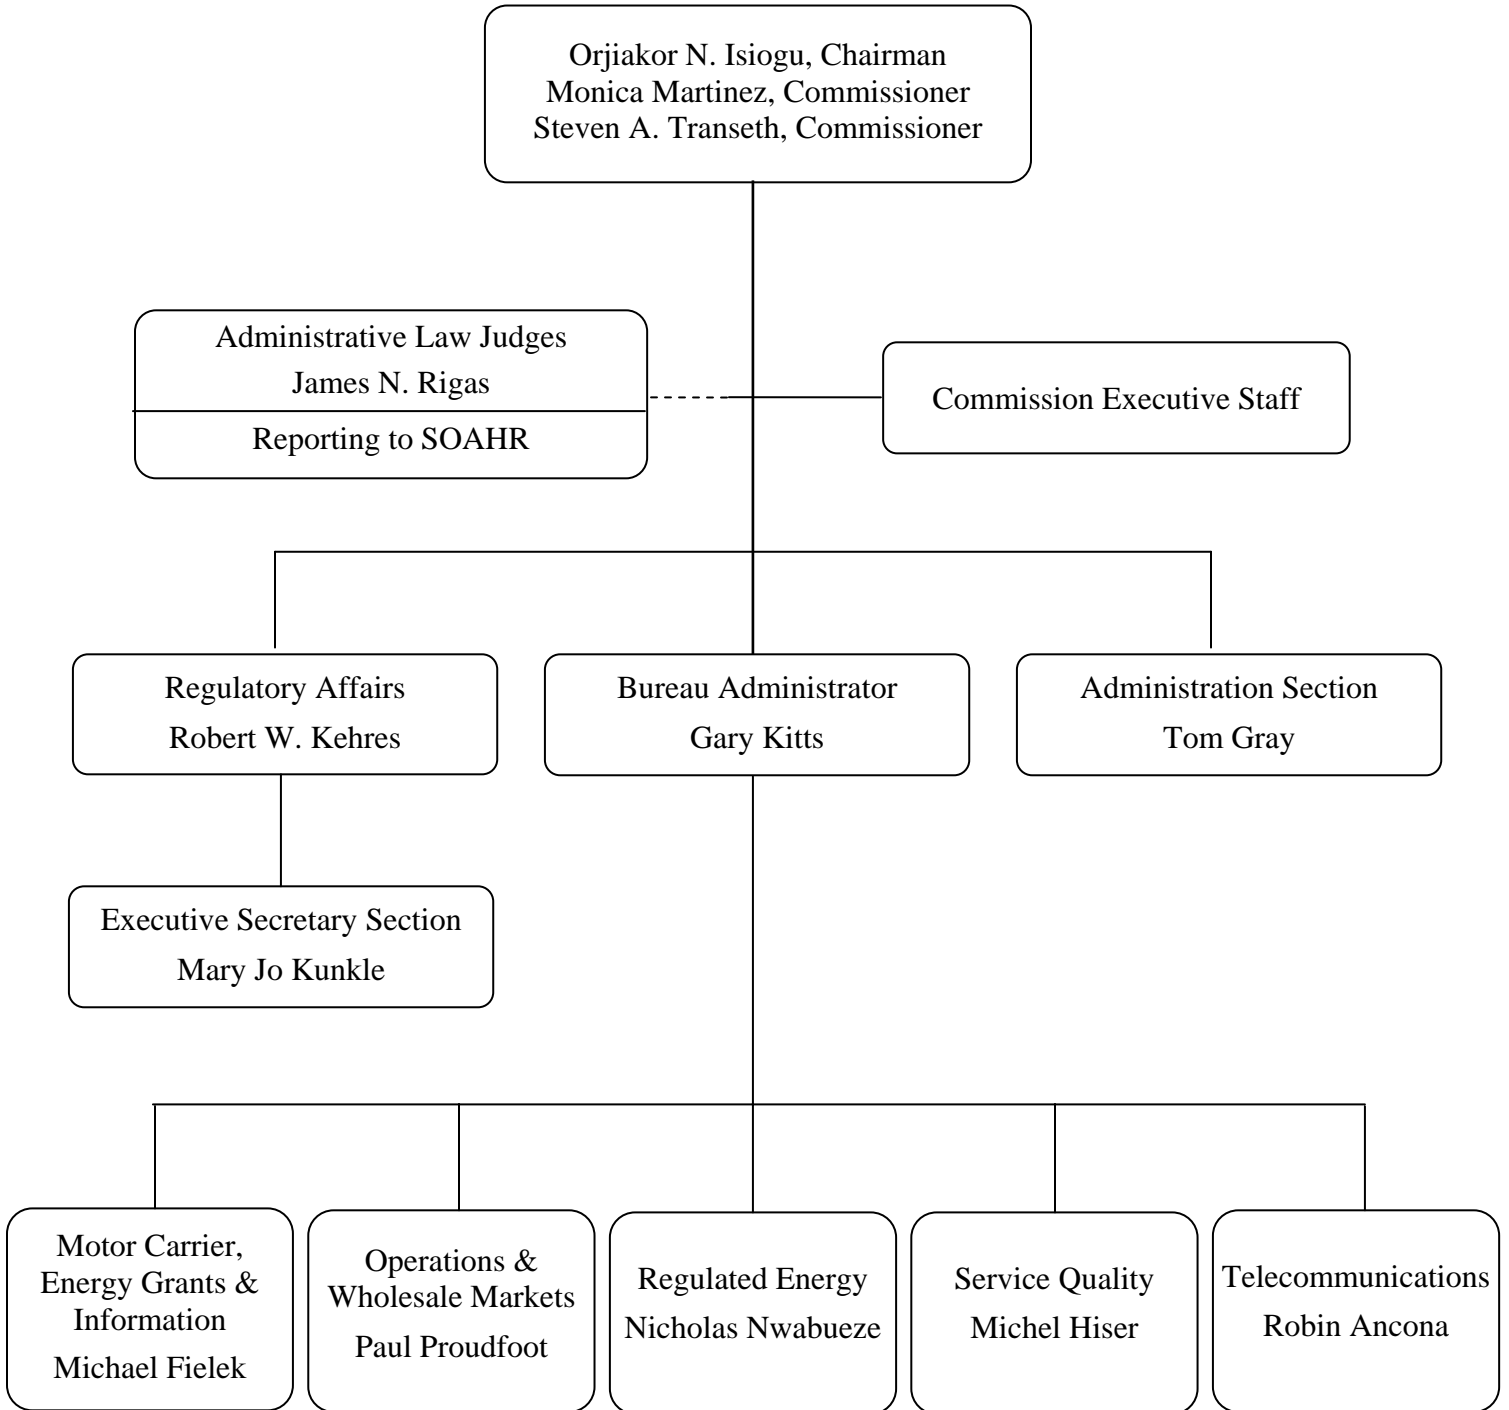 Orjiakor N. Isiogu, Chairman
Monica Martinez, Commissioner
Steven A. Transeth, Commissioner
Administrative Law Judges
James N. Rigas
Reporting to SOAHR
Commission Executive Staff
Regulatory Affairs
Robert W. Kehres
Bureau Administrator
Gary Kitts
Administration Section
Tom Gray
Executive Secretary Section
Mary Jo Kunkle
Motor Carrier,
Energy Grants &
Information
Michael Fielek
Operations &
Wholesale Markets
Paul Proudfoot
Regulated Energy
Nicholas Nwabueze
Service Quality
Michel Hiser
Telecommunications
Robin Ancona